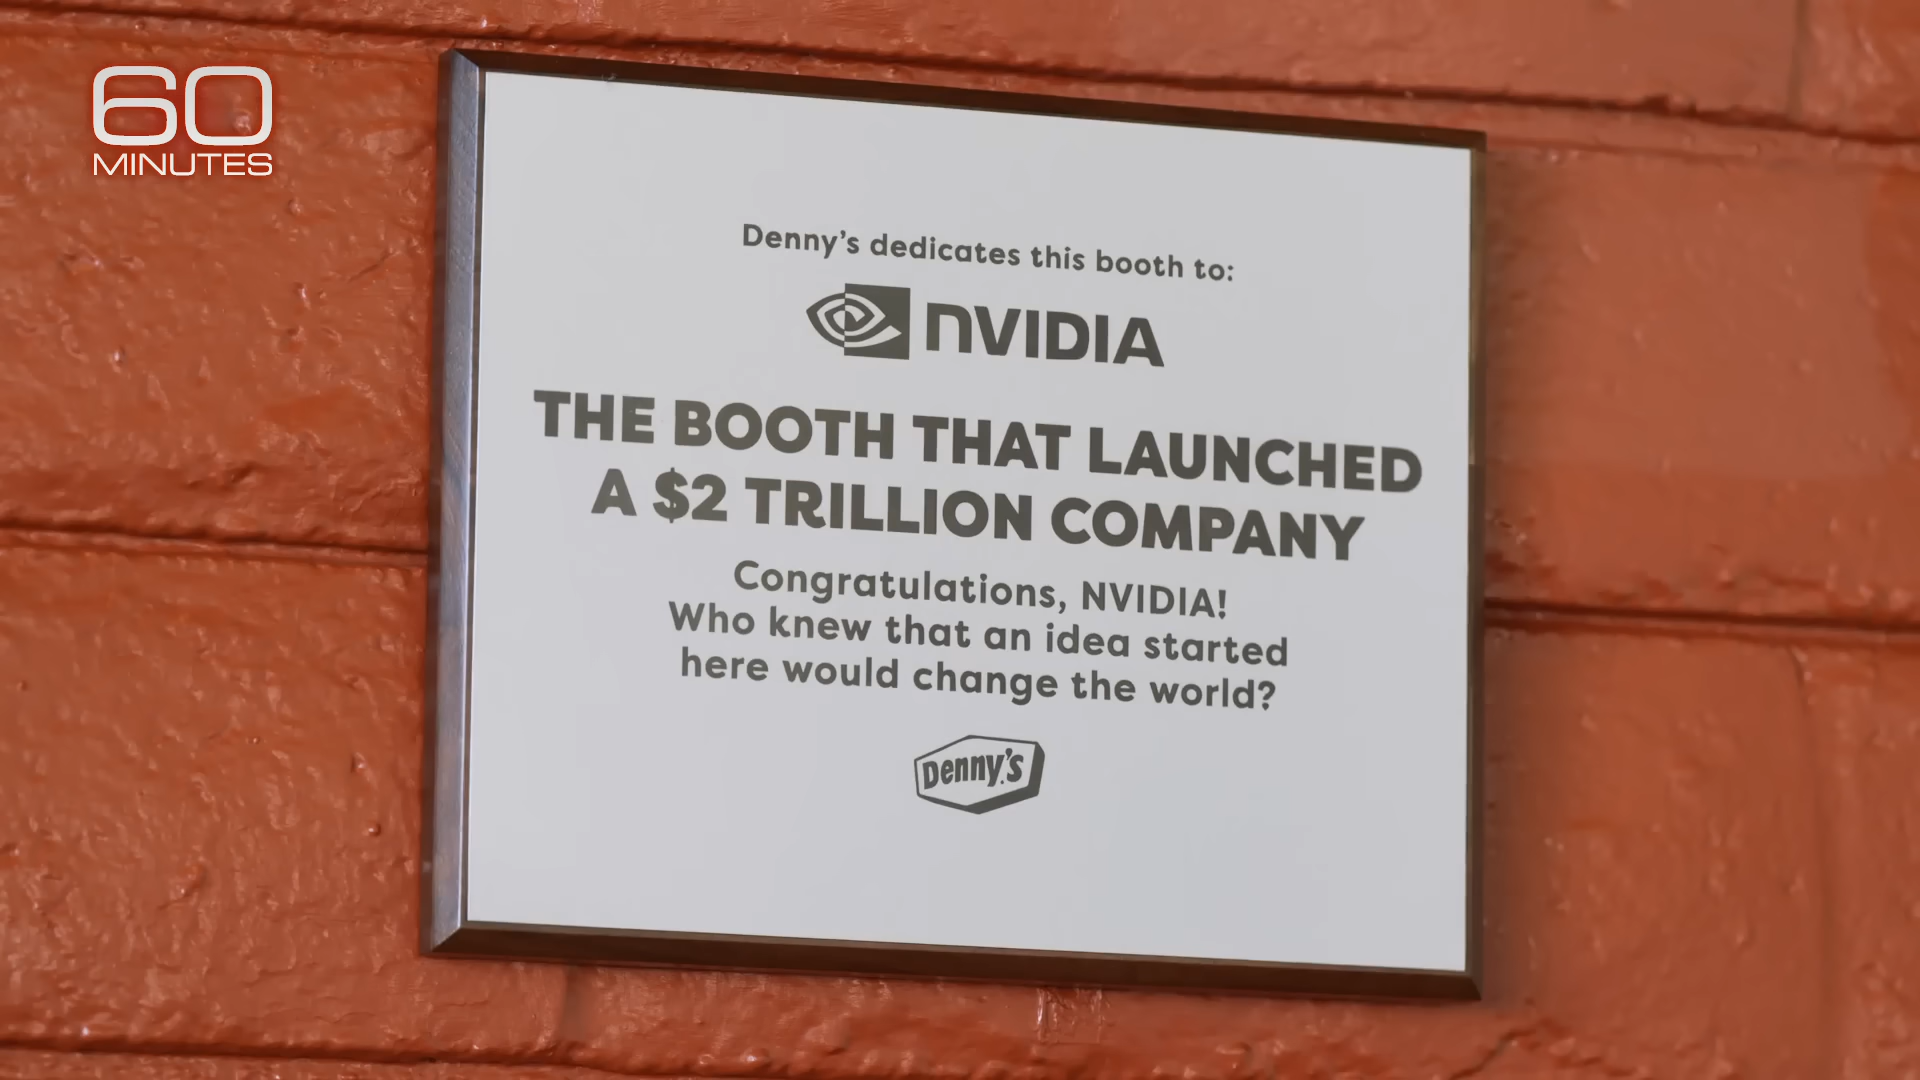 60
MINUTES
Denny's dedicates this booth to:
NVIDIA
THE BOOTH THAT LAUNCHED
A $2 TRILLION COMPANY
Congratulations, NVIDIA!
Who knew that an idea started
here would change the world?
Denny's